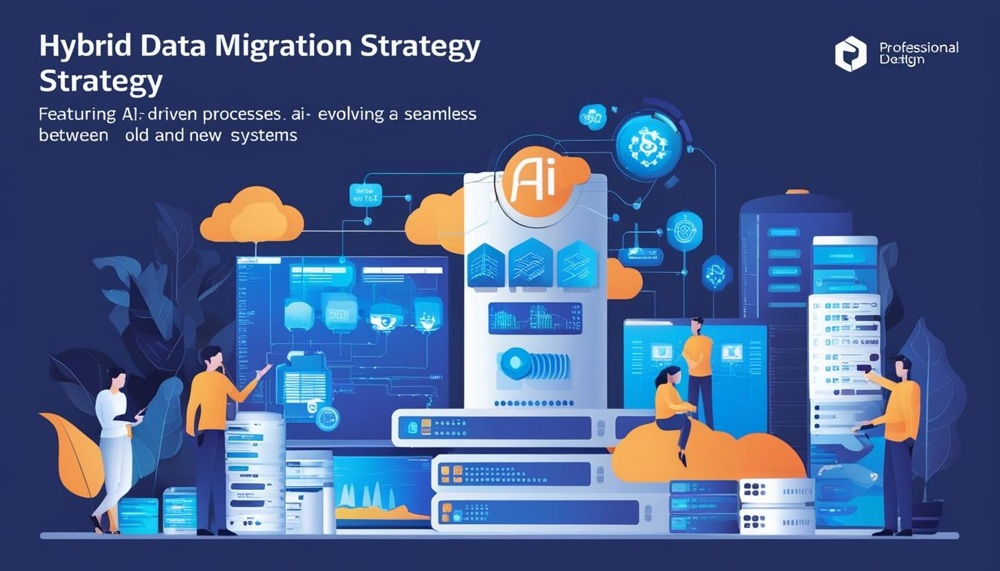 Hybrid Data Migration Strategy
Strategy
Featuring AI-driven processes. ai- evolving a seamless
between old and new systems
Professional
Ai